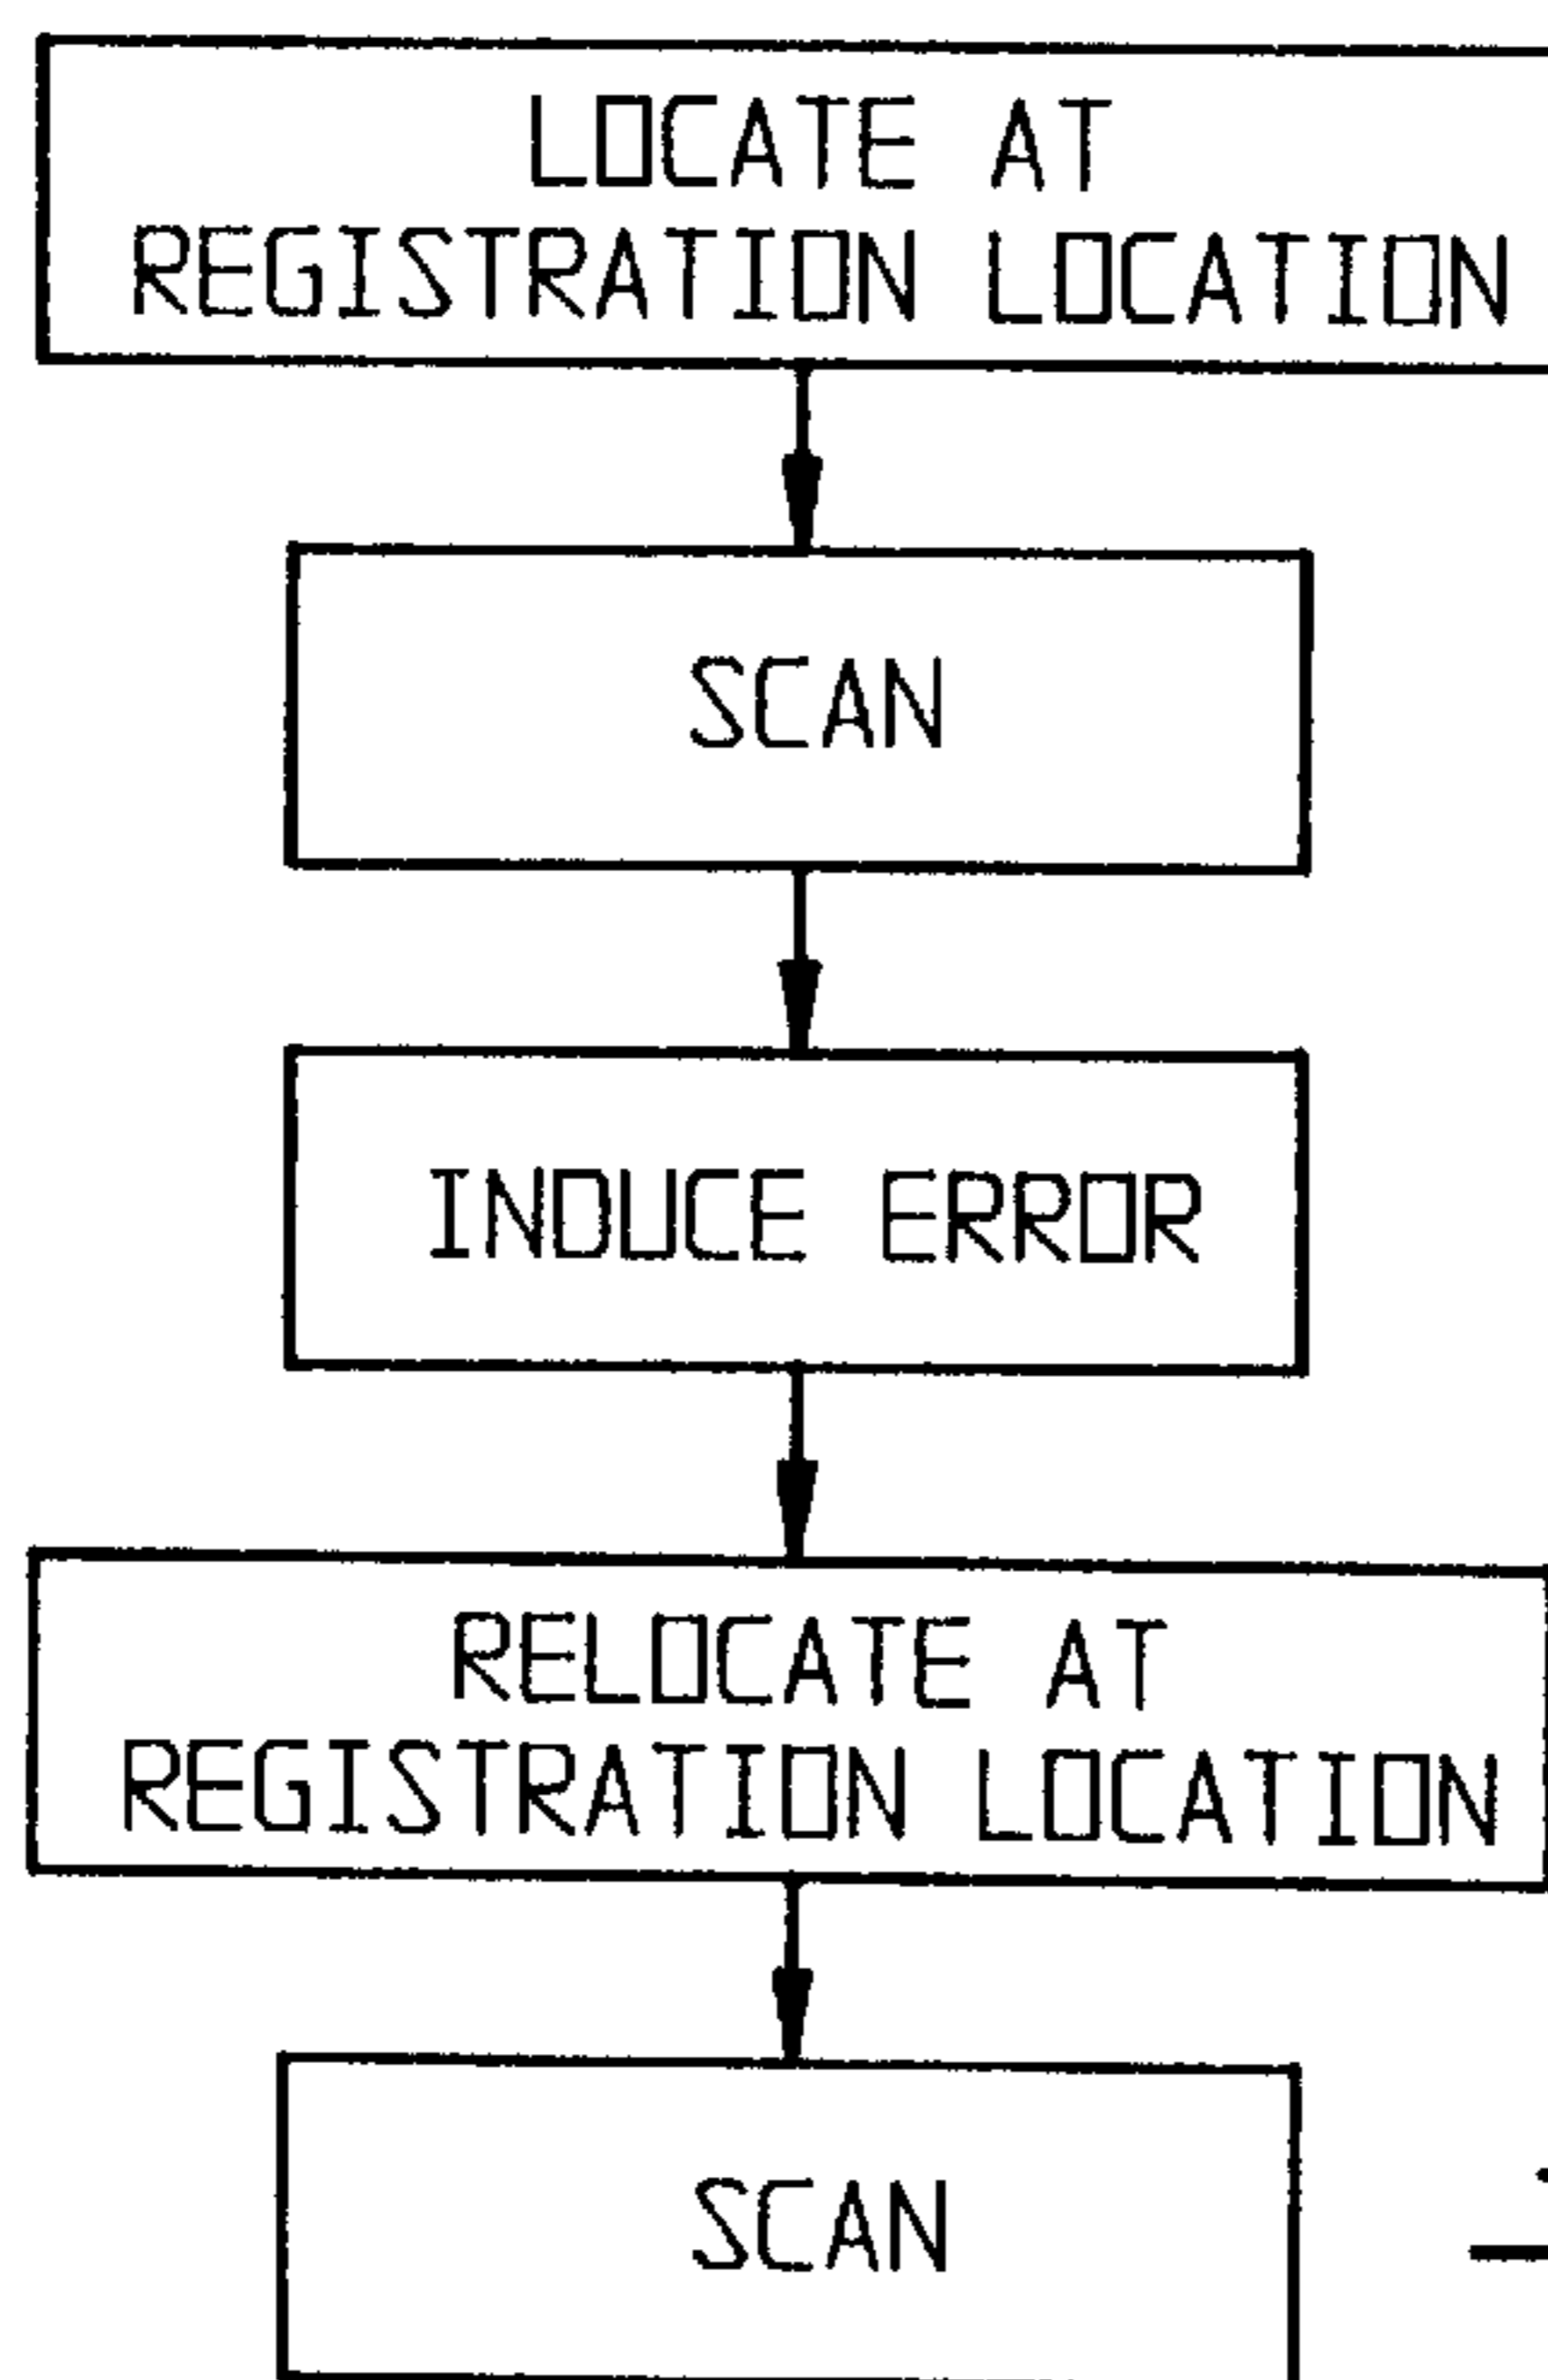 LOCATE AT
REGISTRATION LOCATION
SCAN
INDUCE ERROR
RELOCATE AT
REGISTRATION LOCATION
SCAN